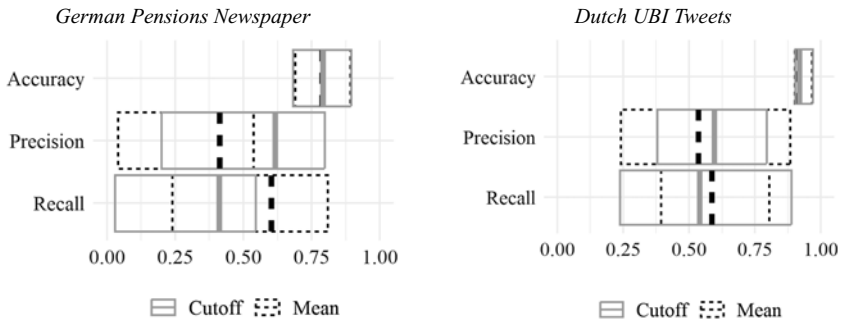 German Pensions Newspaper
Accuracy
Precision
Recall
0.00 0.25 0.50 0.75 1.00
Cutoff Mean
Dutch UBI Tweets
Accuracy
Precision
Recall
0.00 0.25 0.50 0.75 1.00
Cutoff Mean